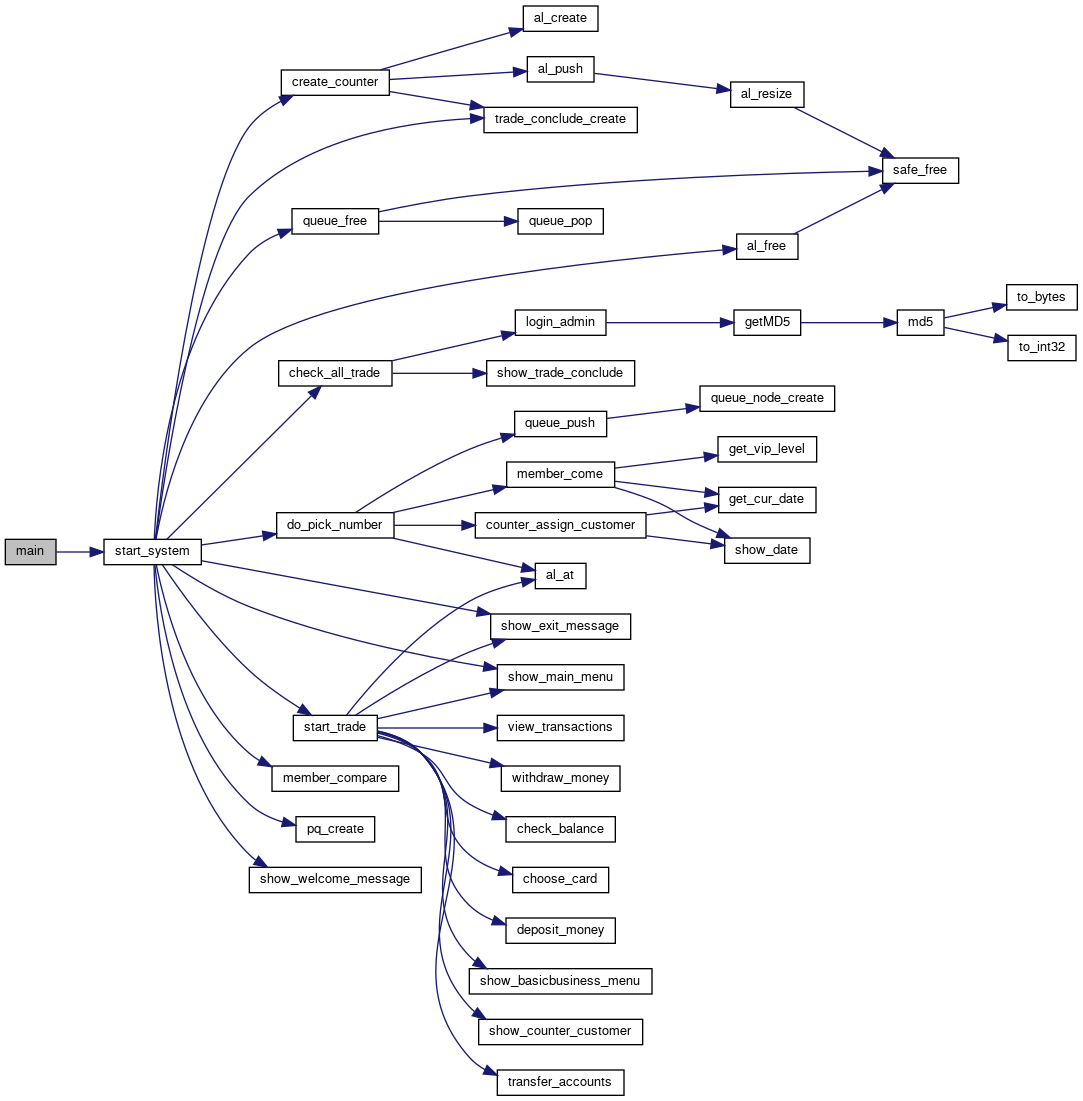 al_create
al_push
create_counter
al_resize
trade_conclude_create
safe_free
queue_free
queue_pop
al_free
to_bytes
login_admin
getMD5
md5
to_int32
check_all_trade
show_trade_conclude
queue_node_create
queue_push
get_vip_level
member_come
get_cur_date
do_pick_number
counter_assign_customer
main
start_system
show_date
al_at
show_exit_message
show_main_menu
start_trade
view_transactions
member_compare
withdraw_money
pq_create
check_balance
show_welcome_message
choose_card
deposit_money
show_basicbusiness_menu
show_counter_customer
transfer_accounts